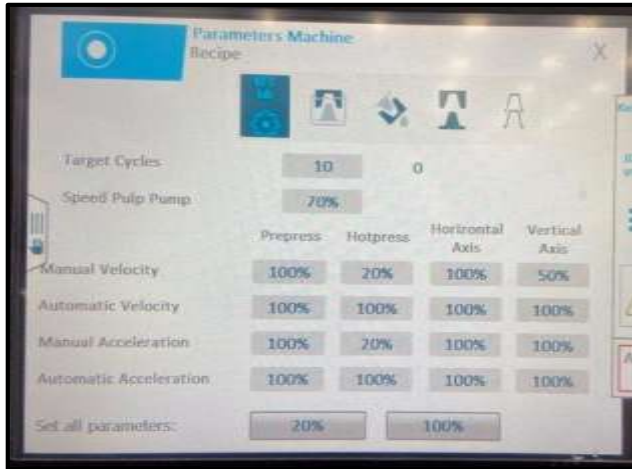 Parameters Machine
Recipe
X
Target Cycles 10 0
Speed Pulp Pump 70%
Prepress Hotpress Horizontal Axis Vertical Axis
Manual Velocity 100% 20% 100% 50%
Automatic Velocity 100% 100% 100% 100%
Manual Acceleration 100% 20% 100% 100%
Automatic Acceleration 100% 100% 100% 100%
Set all parameters: 20% 100%